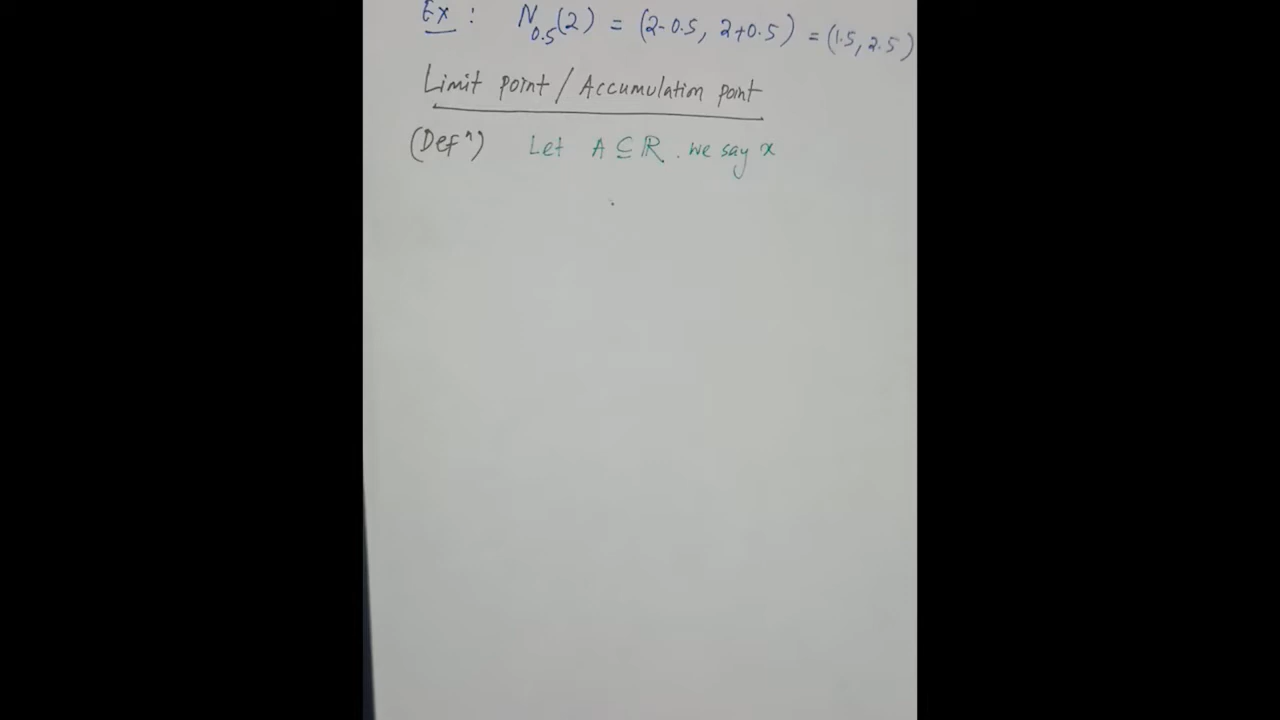 Ex : N0.5(2) = (2-0.5, 2+0.5) = (1.5, 2.5)
Limit point / Accumulation point
(Defⁿ) Let A ⊆ ℝ. we say x